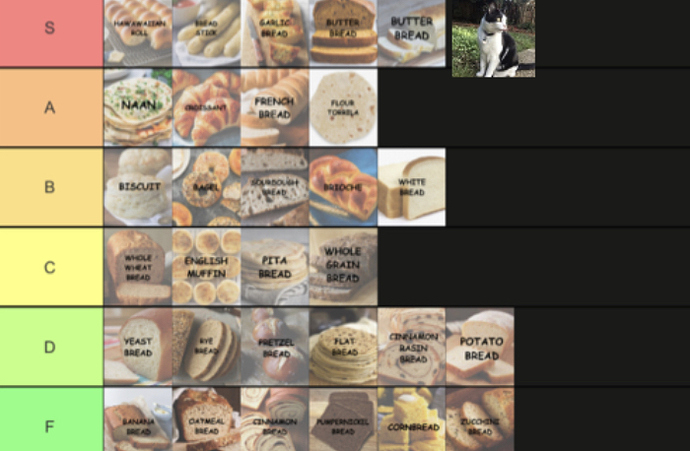 S
HAWAIIAN
ROLL
BREAD
STICK
GARLIC
BREAD
BUTTER
BREAD
BUTTER
BREAD
A
NAAN
CROISSANT
FRENCH
BREAD
FLOUR
TORTILLA
B
BISCUIT
BAGEL
SOURDOUGH
BREAD
BRIOCHE
WHITE
BREAD
C
WHOLE
WHEAT
BREAD
ENGLISH
MUFFIN
PITA
BREAD
WHOLE
GRAIN
BREAD
D
YEAST
BREAD
RYE
BREAD
PRETZEL
BREAD
FLAT
BREAD
CINNAMON
RASIN
BREAD
POTATO
BREAD
F
BANANA
BREAD
OATMEAL
BREAD
CINNAMON
BREAD
PUMPERNICKEL
BREAD
CORNBREAD
ZUCCHINI
BREAD